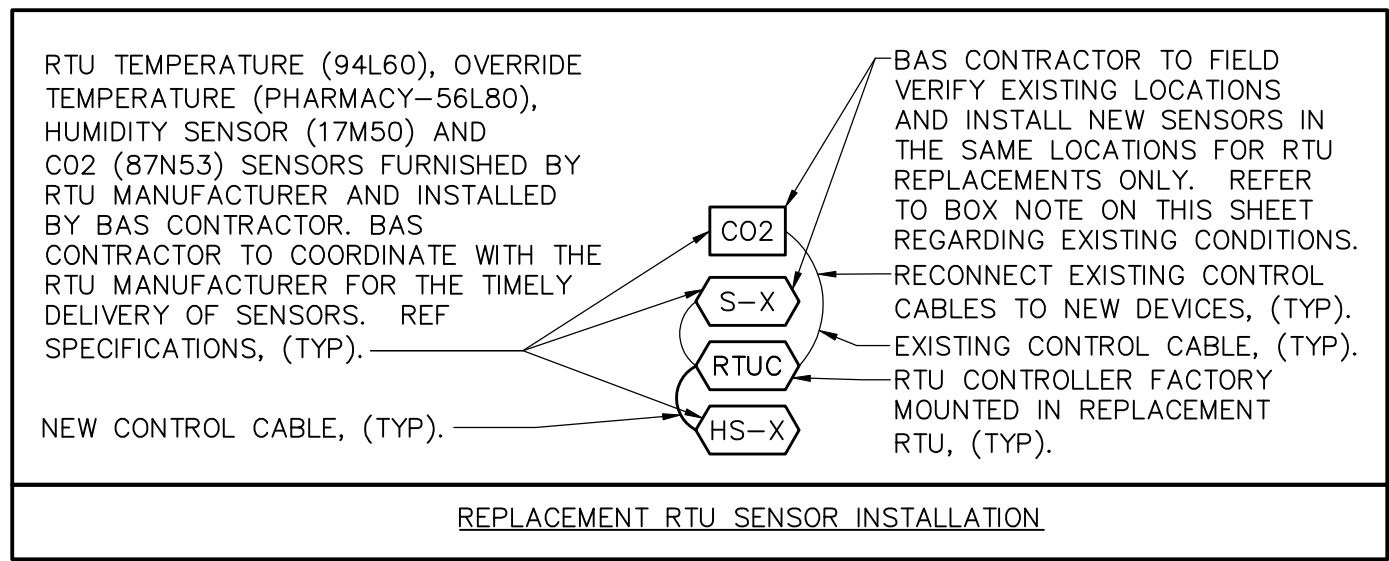 RTU TEMPERATURE (94L60), OVERRIDE
TEMPERATURE (PHARMACY-56L80),
HUMIDITY SENSOR (17M50) AND
C02 (87N53) SENSORS FURNISHED BY
RTU MANUFACTURER AND INSTALLED
BY BAS CONTRACTOR. BAS
CONTRACTOR TO COORDINATE WITH THE
RTU MANUFACTURER FOR THE TIMELY
DELIVERY OF SENSORS. REF
SPECIFICATIONS, (TYP).
NEW CONTROL CABLE, (TYP).
CO2
S-X
RTUC
HS-X
BAS CONTRACTOR TO FIELD
VERIFY EXISTING LOCATIONS
AND INSTALL NEW SENSORS IN
THE SAME LOCATIONS FOR RTU
REPLACEMENTS ONLY. REFER
TO BOX NOTE ON THIS SHEET
REGARDING EXISTING CONDITIONS.
RECONNECT EXISTING CONTROL
CABLES TO NEW DEVICES, (TYP).
EXISTING CONTROL CABLE, (TYP).
RTU CONTROLLER FACTORY
MOUNTED IN REPLACEMENT
RTU, (TYP).
REPLACEMENT RTU SENSOR INSTALLATION